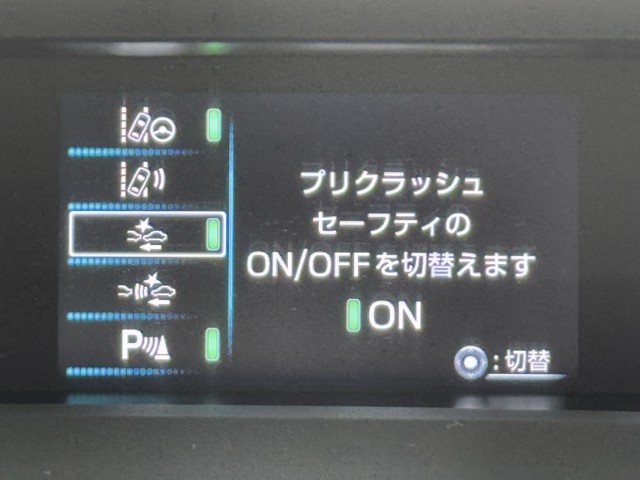 プリクラッシュ
セーフティの
ON/OFFを切替えます
ON
P
:切替